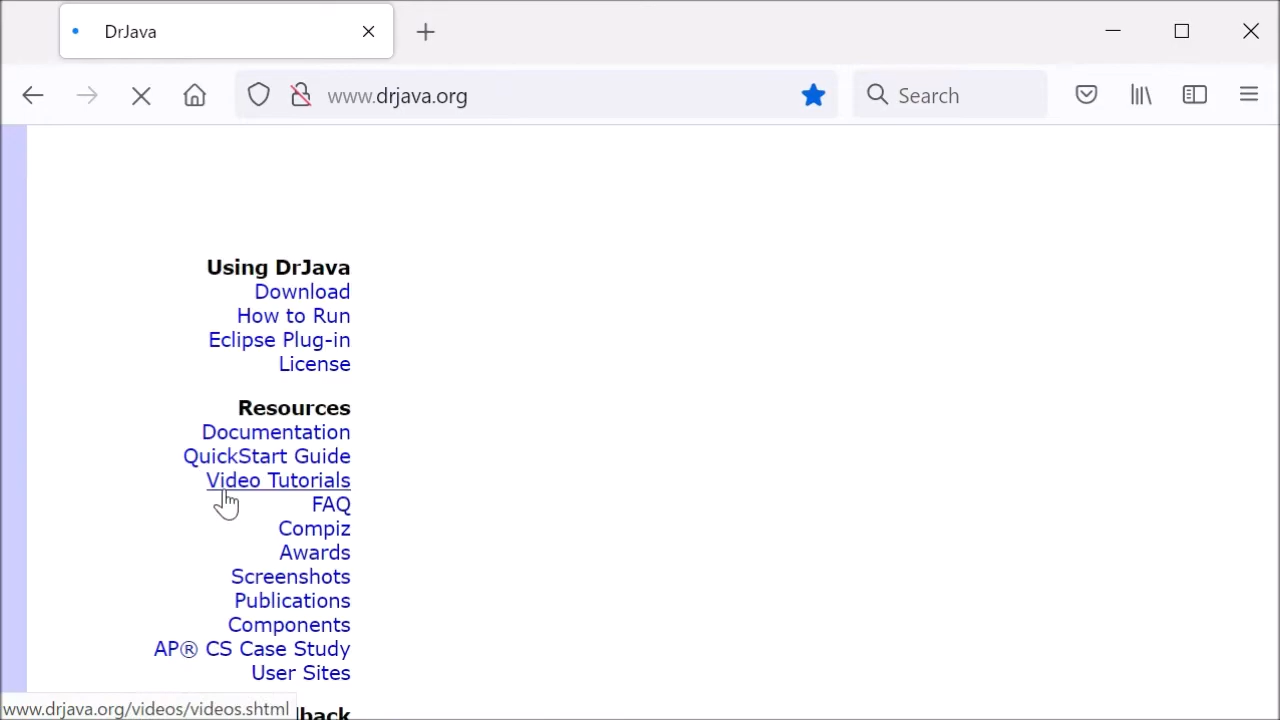 DrJava
www.drjava.org
Search
Using DrJava
Download
How to Run
Eclipse Plug-in
License
Resources
Documentation
QuickStart Guide
Video Tutorials
FAQ
Compiz
Awards
Screenshots
Publications
Components
AP® CS Case Study
User Sites
www.drjava.org/videos/videos.shtml